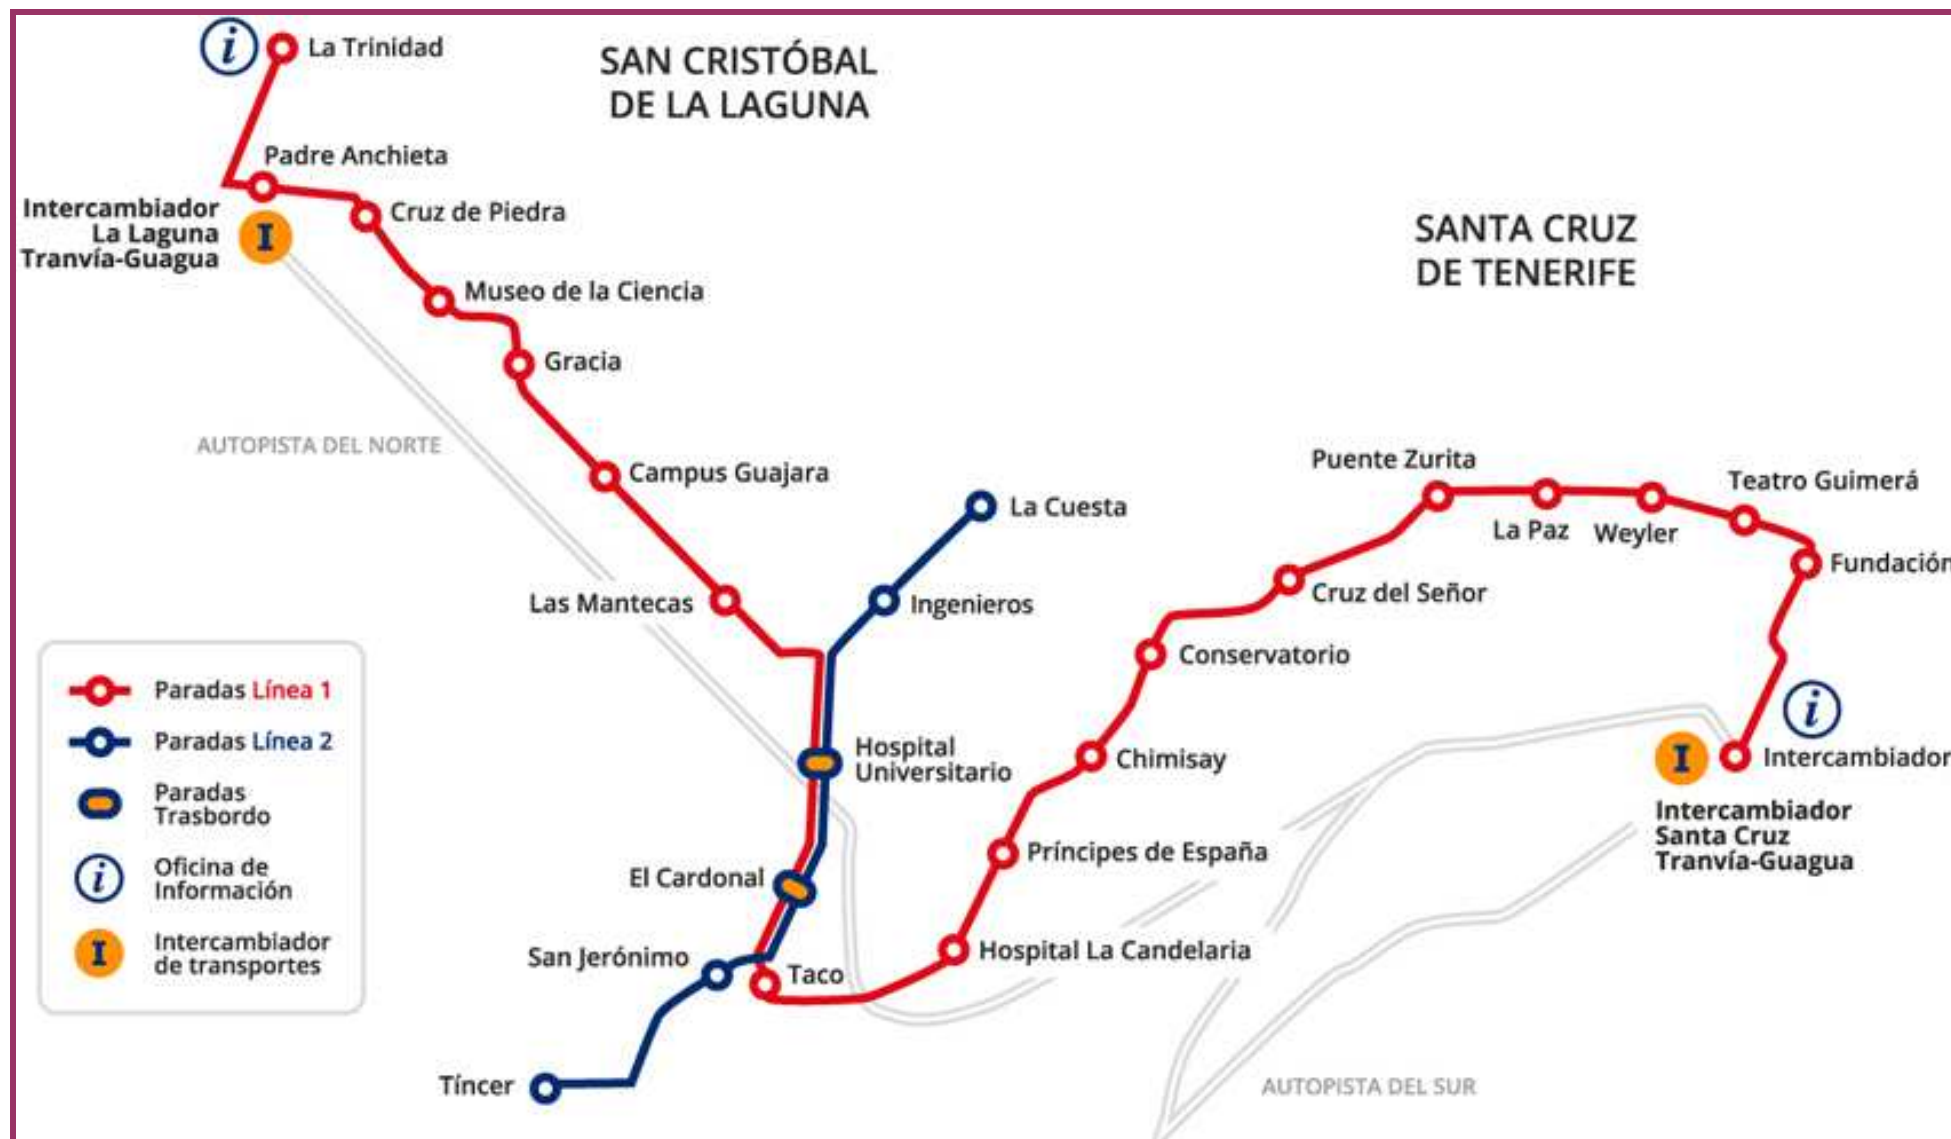 La Trinidad
SAN CRISTÓBAL
DE LA LAGUNA
Padre Anchieta
Intercambiador
La Laguna
Tranvía-Guagua
I
Cruz de Piedra
SANTA CRUZ
DE TENERIFE
Museo de la Ciencia
Gracia
AUTOPISTA DEL NORTE
Campus Guajara
La Cuesta
Puente Zurita
Teatro Guimerá
La Paz
Weyler
Fundación
Las Mantecas
Ingenieros
Cruz del Señor
Conservatorio
Hospital
Universitario
Chimisay
i
I
Intercambiador
Intercambiador
Santa Cruz
Tranvía-Guagua
Príncipes de España
El Cardonal
San Jerónimo
Taco
Hospital La Candelaria
Tíncer
AUTOPISTA DEL SUR
i
Paradas Línea 1
Paradas Línea 2
Paradas
Trasbordo
i
Oficina de
Información
I
Intercambiador
de transportes